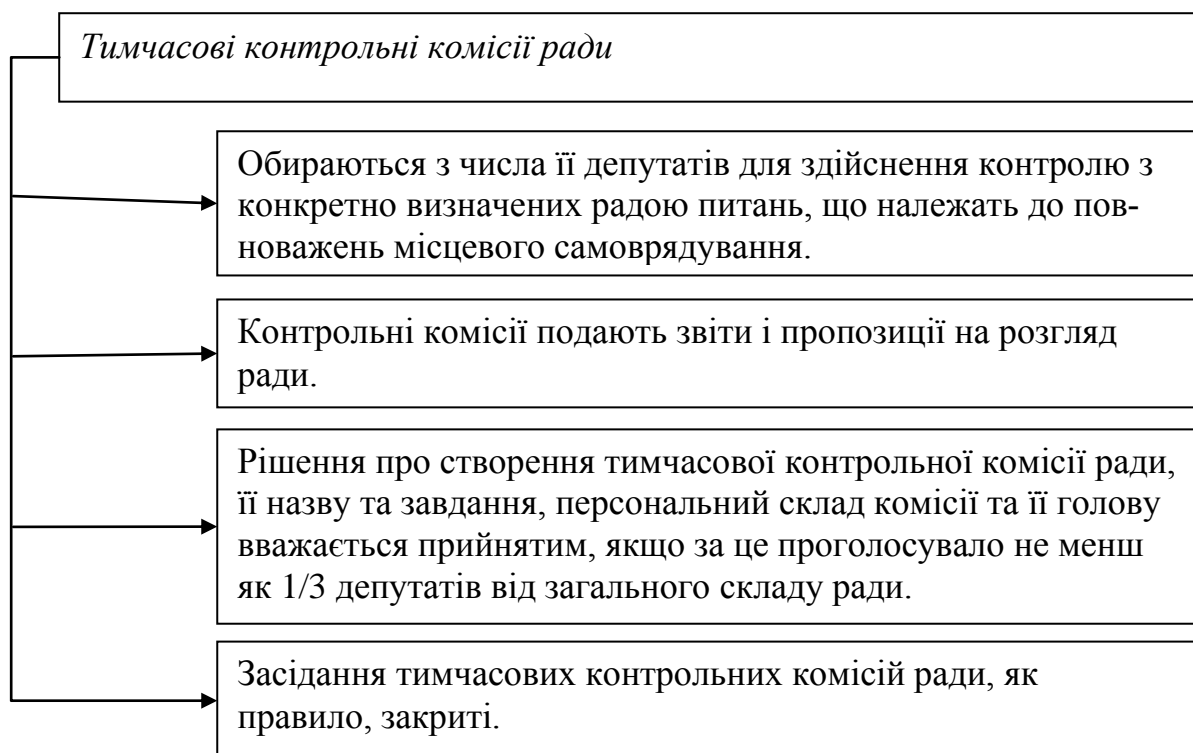 Тимчасові контрольні комісії ради
Обираються з числа її депутатів для здійснення контролю з
конкретно визначених радою питань, що належать до пов-
новажень місцевого самоврядування.
Контрольні комісії подають звіти і пропозиції на розгляд
ради.
Рішення про створення тимчасової контрольної комісії ради,
її назву та завдання, персональний склад комісії та її голову
вважається прийнятим, якщо за це проголосувало не менш
як 1/3 депутатів від загального складу ради.
Засідання тимчасових контрольних комісій ради, як
правило, закриті.